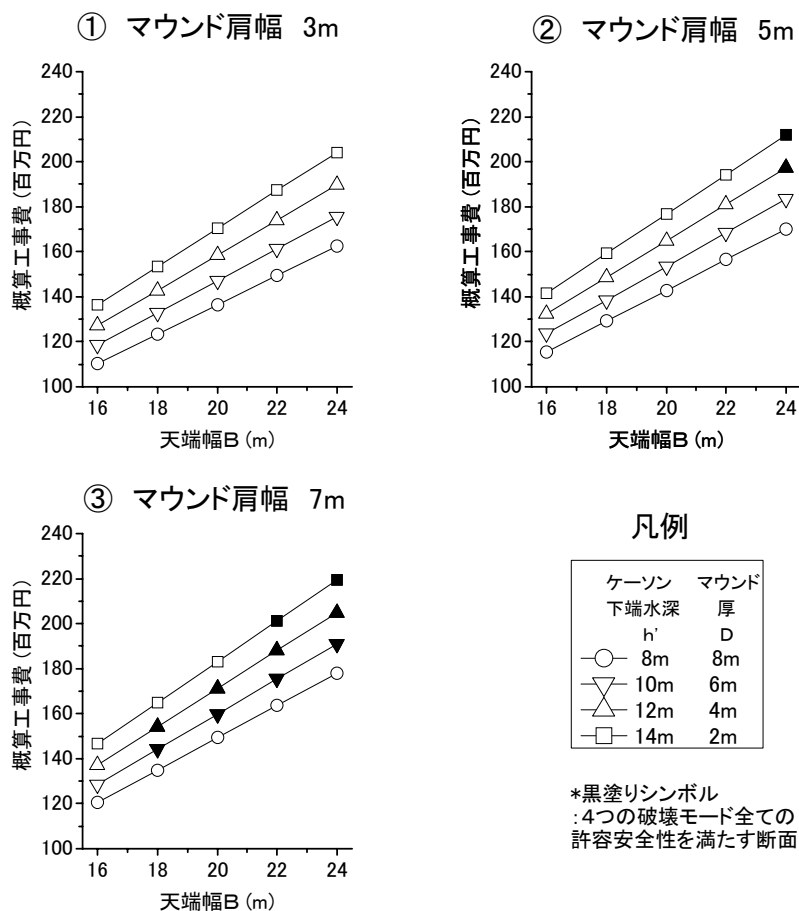 ① マウンド肩幅 3m
240
220
200
180
160
140
120
100
概算工事費(百万円)
16 18 20 22 24
天端幅B(m)
② マウンド肩幅 5m
240
220
200
180
160
140
120
100
概算工事費(百万円)
16 18 20 22 24
天端幅B(m)
③ マウンド肩幅 7m
240
220
200
180
160
140
120
100
概算工事費(百万円)
16 18 20 22 24
天端幅B(m)
凡例
ケーソン マウンド
下端水深 厚
h' D
8m 8m
10m 6m
12m 4m
14m 2m
*黒塗りシンボル
:4つの破壊モード全ての
許容安全性を満たす断面